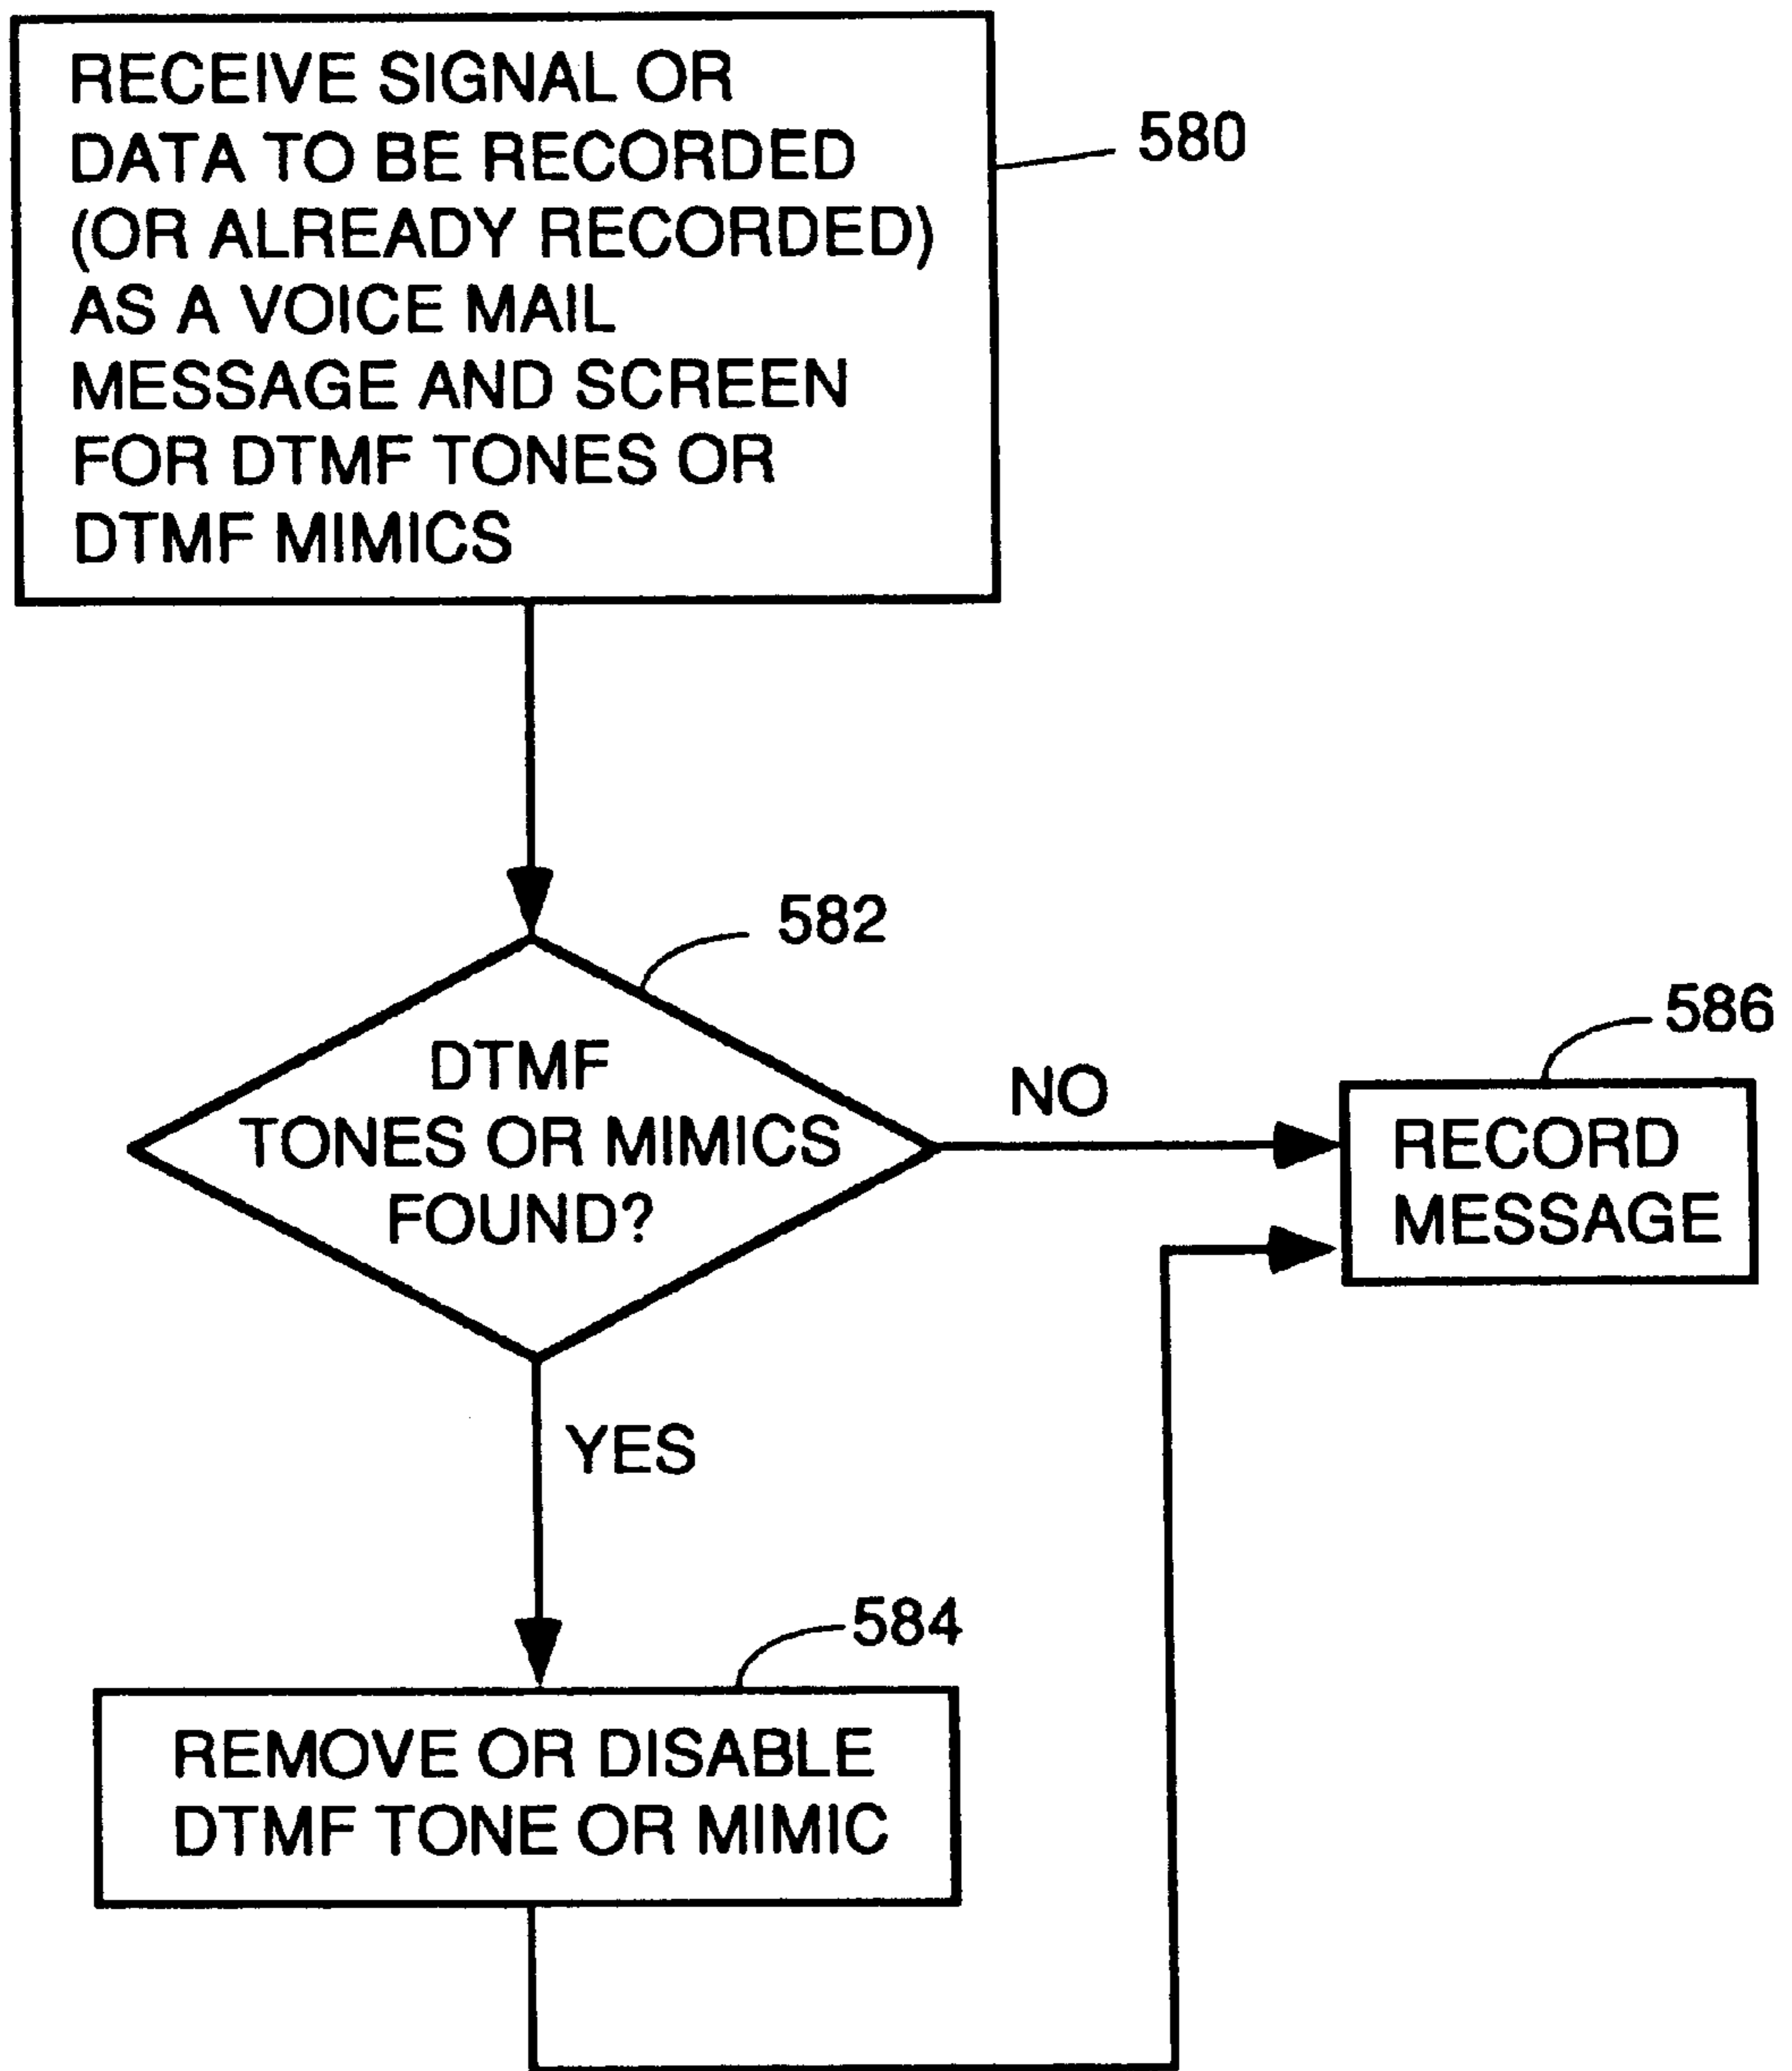 RECEIVE SIGNAL OR
DATA TO BE RECORDED
(OR ALREADY RECORDED)
AS A VOICE MAIL
MESSAGE AND SCREEN
FOR DTMF TONES OR
DTMF MIMICS
580
582
DTMF
TONES OR MIMICS
FOUND?
NO
586
RECORD
MESSAGE
YES
584
REMOVE OR DISABLE
DTMF TONE OR MIMIC